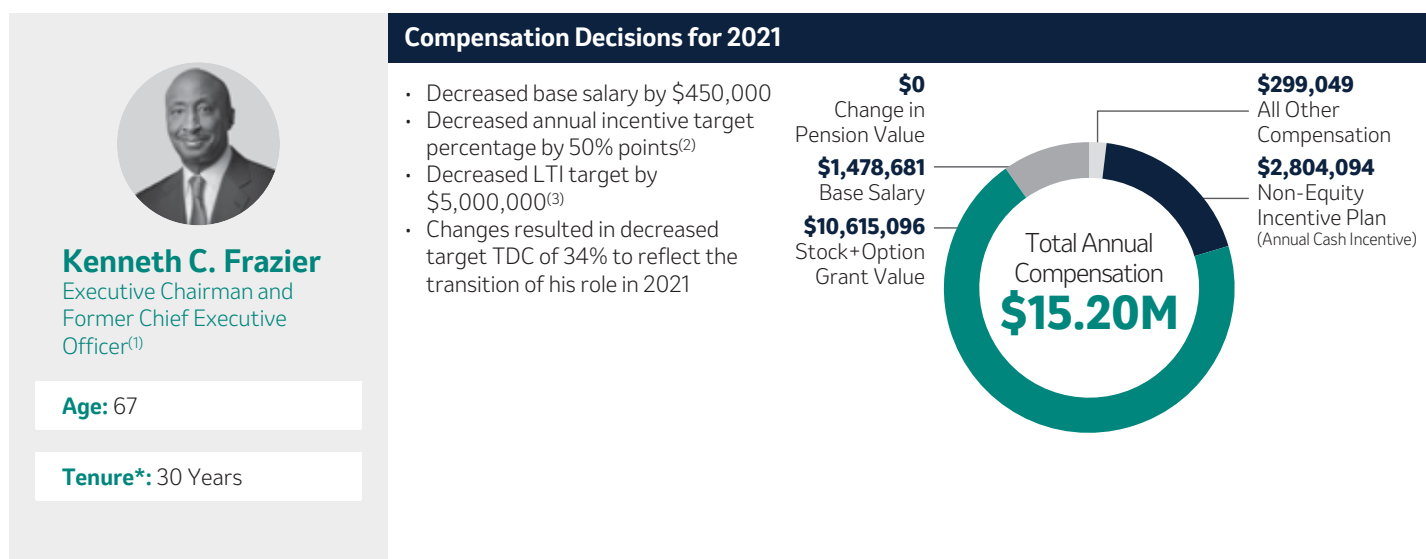 Kenneth C. Frazier
Executive Chairman and
Former Chief Executive
Officer(1)
Age: 67
Tenure*: 30 Years
Compensation Decisions for 2021
• Decreased base salary by $450,000
• Decreased annual incentive target
percentage by 50% points(2)
• Decreased LTI target by
$5,000,000(3)
• Changes resulted in decreased
target TDC of 34% to reflect the
transition of his role in 2021
$0
Change in
Pension Value
$1,478,681
Base Salary
$10,615,096
Stock+Option
Grant Value
Total Annual
Compensation
$15.20M
$299,049
All Other
Compensation
$2,804,094
Non-Equity
Incentive Plan
(Annual Cash Incentive)